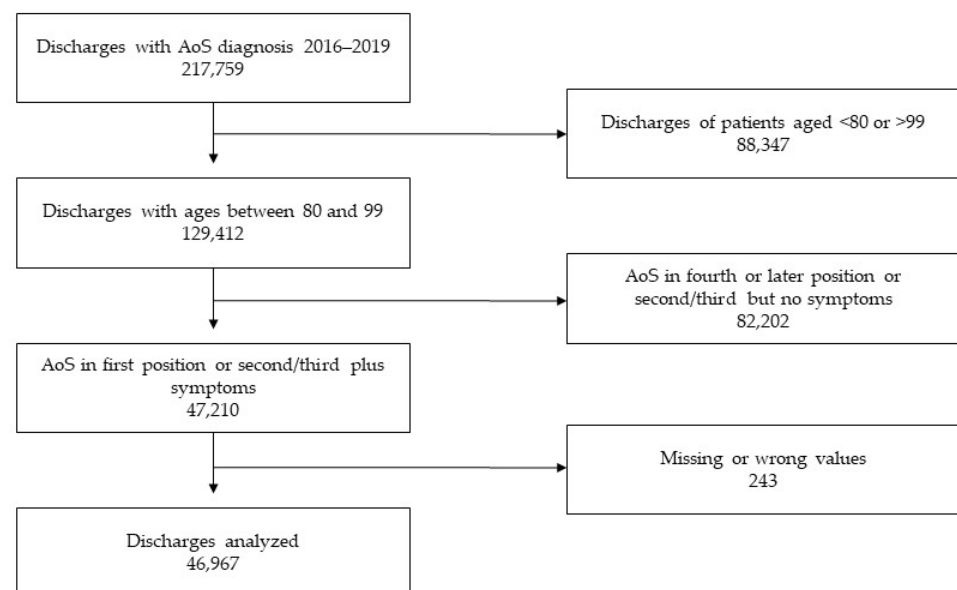 Discharges with AoS diagnosis 2016–2019
217,759
Discharges of patients aged <80 or >99
88,347
Discharges with ages between 80 and 99
129,412
AoS in fourth or later position or
second/third but no symptoms
82,202
AoS in first position or second/third plus
symptoms
47,210
Missing or wrong values
243
Discharges analyzed
46,967